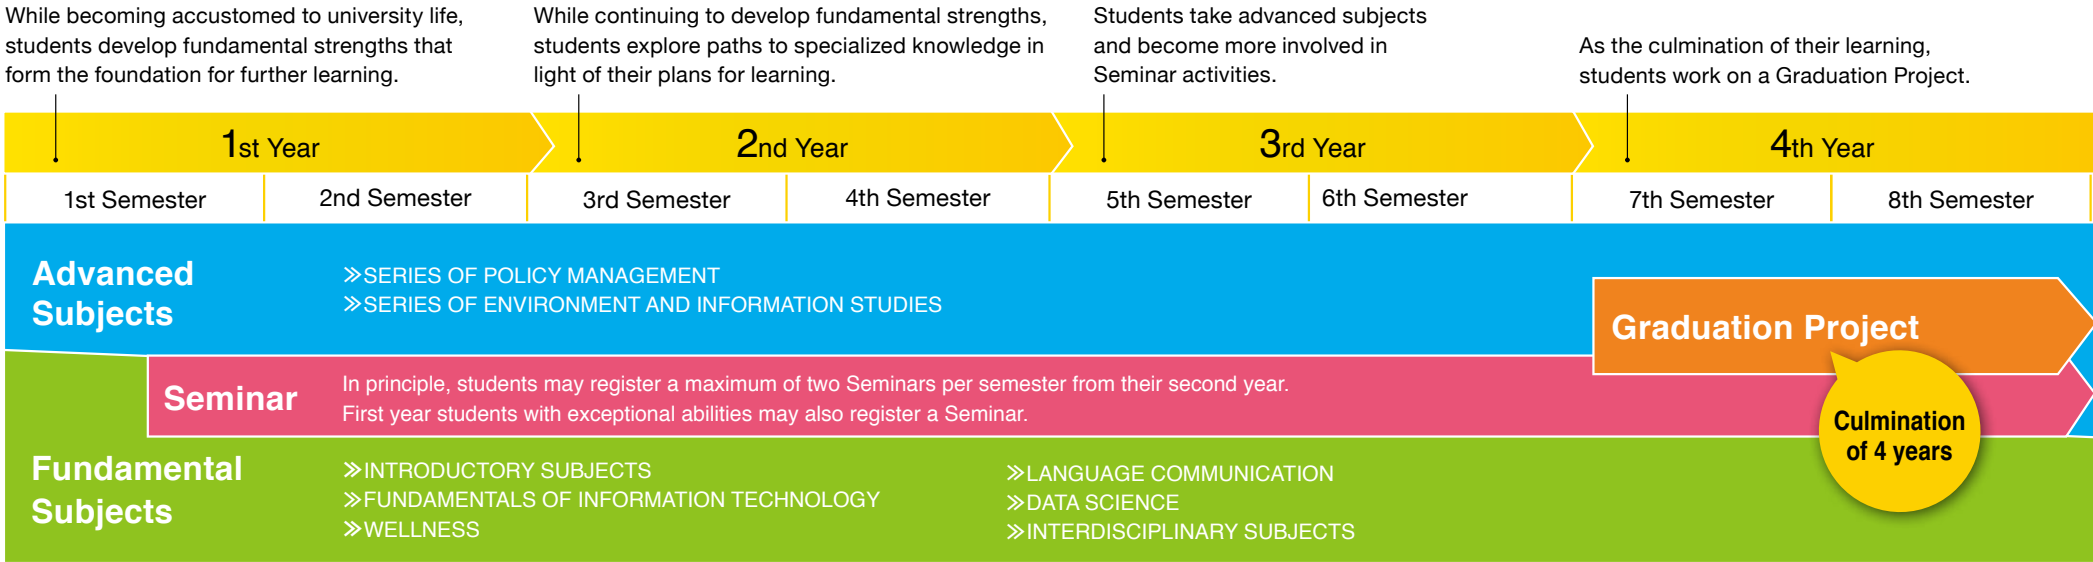 While becoming accustomed to university life,
students develop fundamental strengths that
form the foundation for further learning.
While continuing to develop fundamental strengths,
students explore paths to specialized knowledge in
light of their plans for learning.
Students take advanced subjects
and become more involved in
Seminar activities.
As the culmination of their learning,
students work on a Graduation Project.
1st Year
2nd Year
3rd Year
4th Year
1st Semester
2nd Semester
3rd Semester
4th Semester
5th Semester
6th Semester
7th Semester
8th Semester
Advanced
Subjects
≫SERIES OF POLICY MANAGEMENT
≫SERIES OF ENVIRONMENT AND INFORMATION STUDIES
Graduation Project
Seminar
In principle, students may register a maximum of two Seminars per semester from their second year.
First year students with exceptional abilities may also register a Seminar.
Culmination
of 4 years
Fundamental
Subjects
≫INTRODUCTORY SUBJECTS
≫FUNDAMENTALS OF INFORMATION TECHNOLOGY
≫WELLNESS
≫LANGUAGE COMMUNICATION
≫DATA SCIENCE
≫INTERDISCIPLINARY SUBJECTS